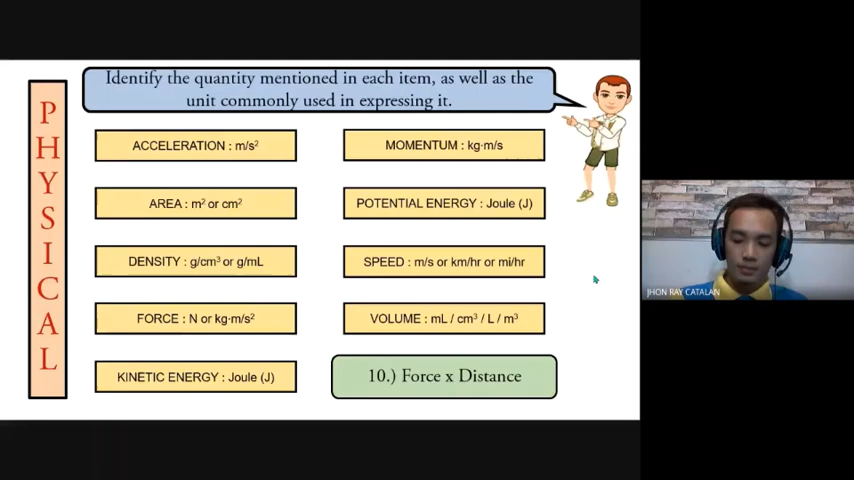 Identify the quantity mentioned in each item, as well as the
unit commonly used in expressing it.
PHYSICAL
ACCELERATION : m/s²
MOMENTUM : kg·m/s
AREA : m² or cm²
POTENTIAL ENERGY : Joule (J)
DENSITY : g/cm³ or g/mL
SPEED : m/s or km/hr or mi/hr
FORCE : N or kg·m/s²
VOLUME : mL / cm³ / L / m³
KINETIC ENERGY : Joule (J)
10.) Force x Distance
JHON RAY CATALAN